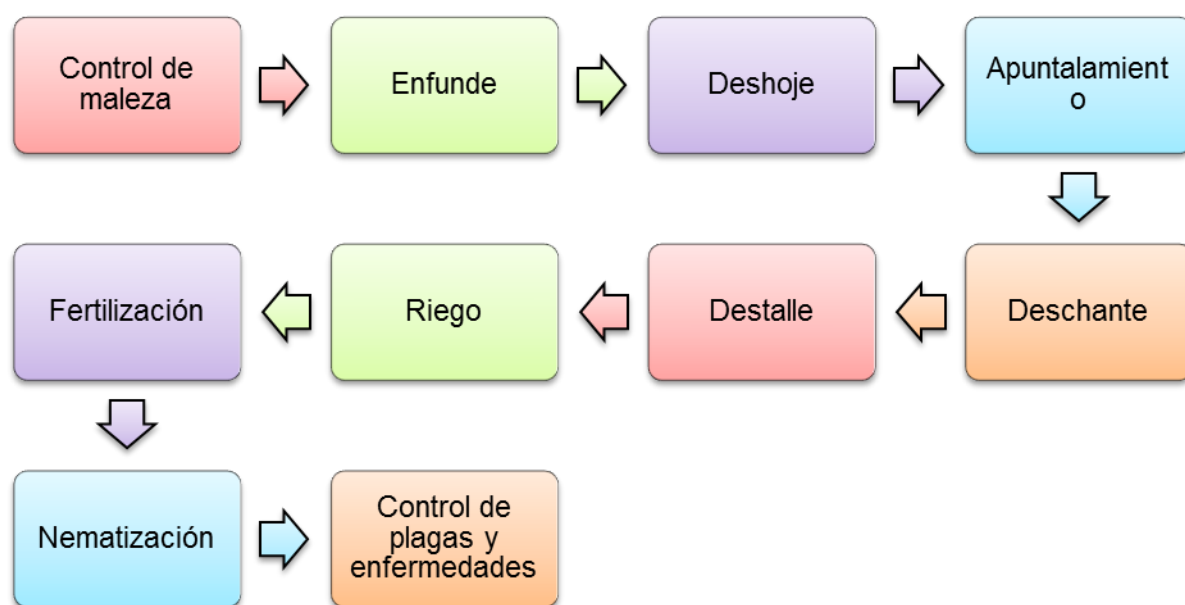 Control de
maleza
Enfunde
Deshoje
Apuntalamient
o
Deschante
Destalle
Riego
Fertilización
Nematización
Control de
plagas y
enfermedades